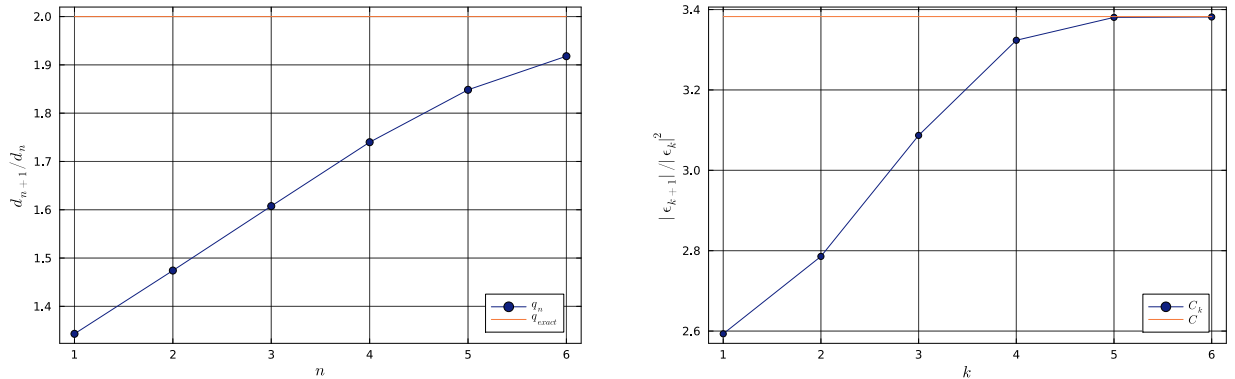 2.0
1.9
1.8
1.7
1.6
1.5
1.4
d_{n+1}/d_n
1 2 3 4 5 6
n
q_n
q_{exact}
3.4
3.2
3.0
2.8
2.6
|ϵ_{k+1}|/|ϵ_k|^2
1 2 3 4 5 6
k
C_k
C